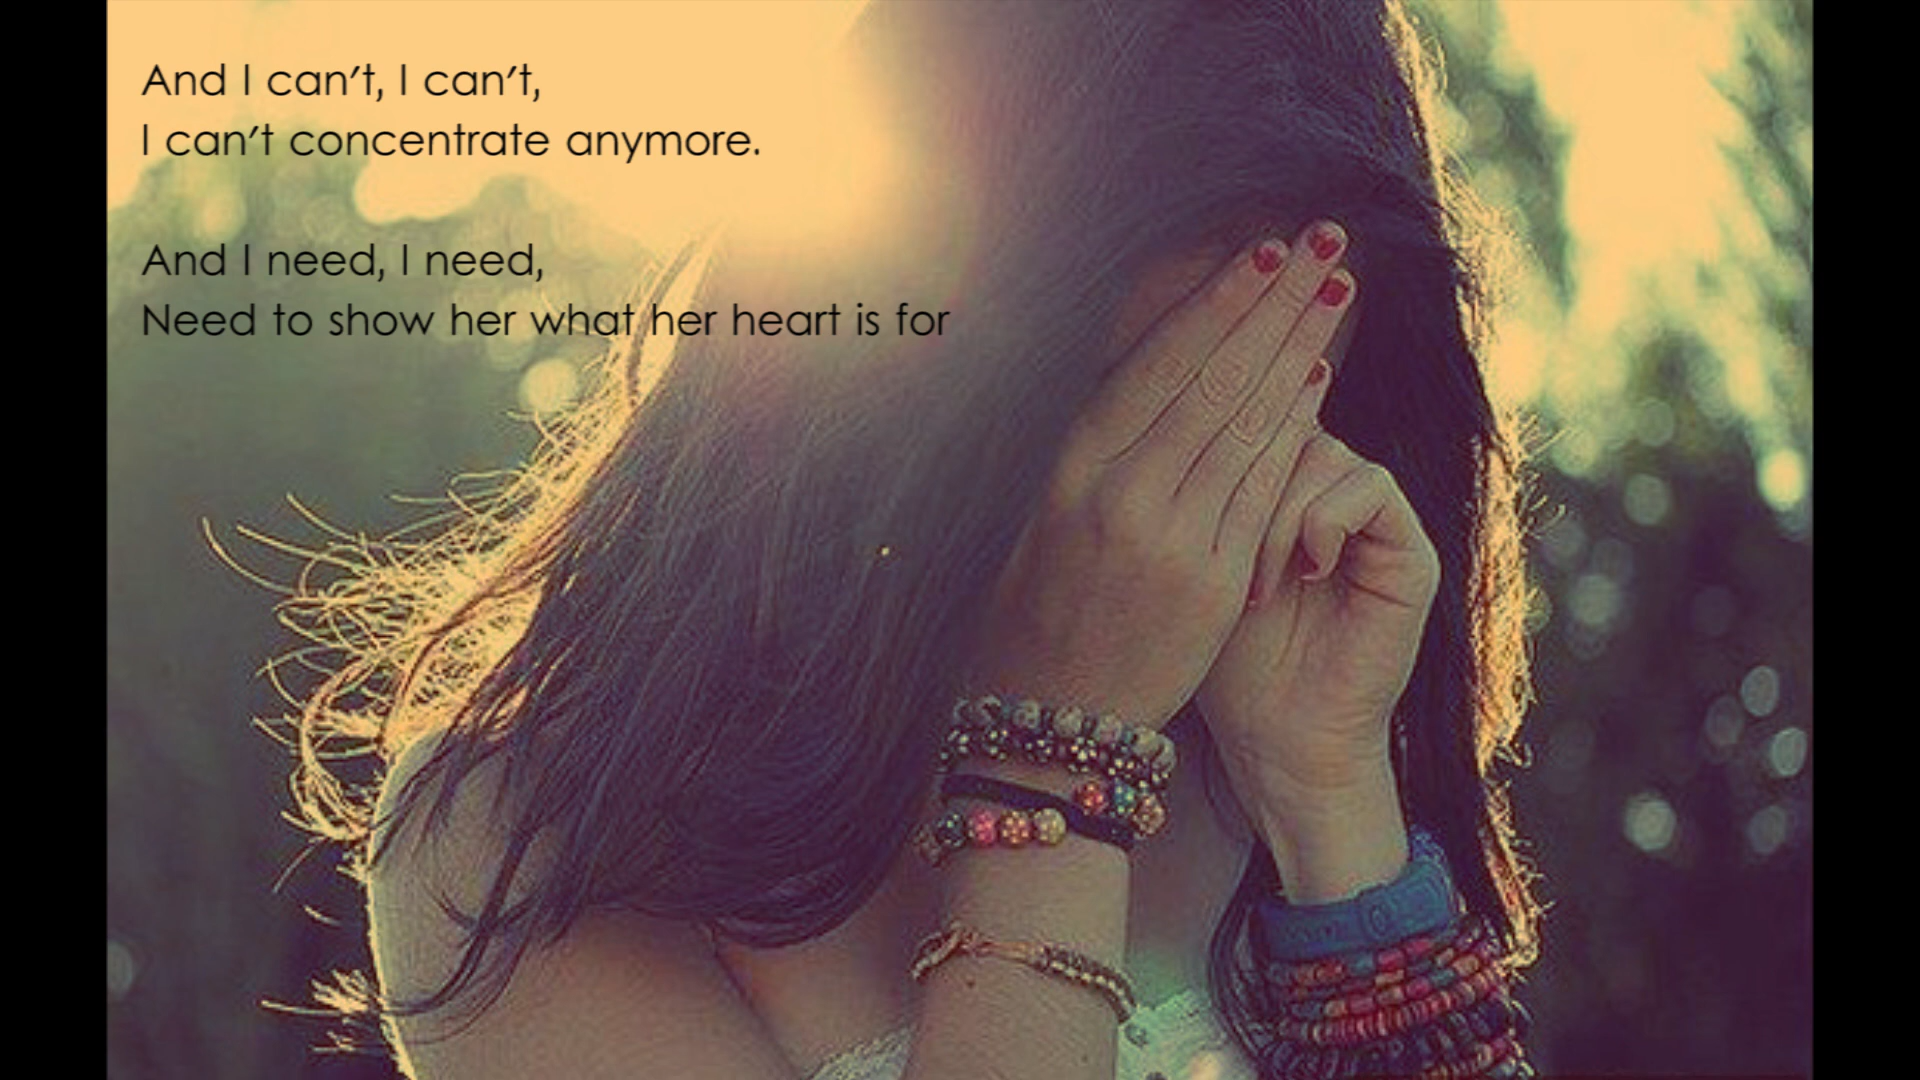 And I can't, I can't,
I can't concentrate anymore.
And I need, I need,
Need to show her what her heart is for